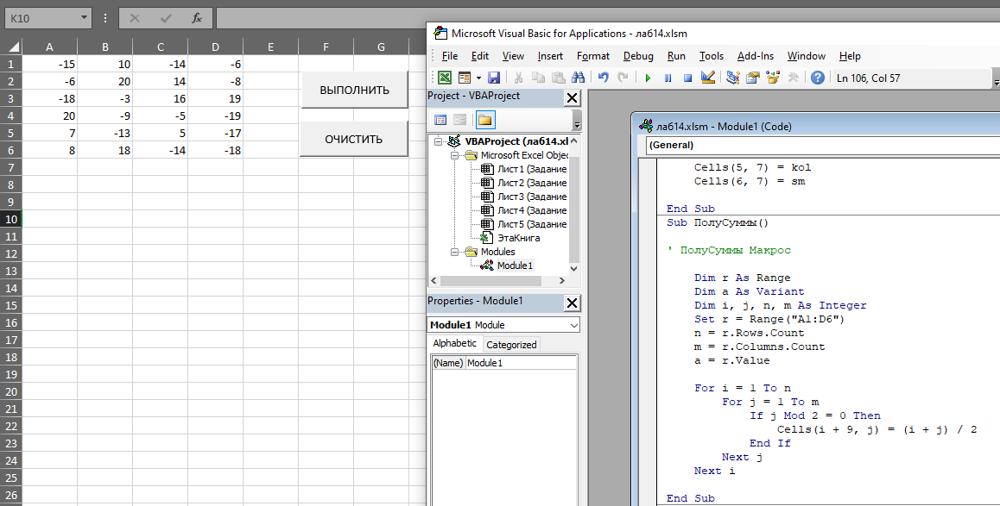 K10
fx
A B C D E F G
1 -15 10 -14 -6
2 -6 20 14 -8
3 -18 -3 16 19
4 20 -9 -5 -19
5 7 -13 5 -17
6 8 18 -14 -18
7
8
9
10
11
12
13
14
15
16
17
18
19
20
21
22
23
24
25
26
ВЫПОЛНИТЬ
ОЧИСТИТЬ
Microsoft Visual Basic for Applications - лаб14.xlsm
File Edit View Insert Format Debug Run Tools Add-Ins Window Help
Ln 106, Col 57
Project - VBAProject
VBAProject (лаб14.xl
Microsoft Excel Objec
Лист1 (Задание
Лист2 (Задание
Лист3 (Задание
Лист4 (Задание
Лист5 (Задание
ЭтаКнига
Modules
Module1
Properties - Module1
Module1 Module
Alphabetic Categorized
(Name) Module1
лаб14.xlsm - Module1 (Code)
(General)
Cells(5, 7) = kol
Cells(6, 7) = sm
End Sub
Sub ПолуСуммы()
' ПолуСуммы Макрос
Dim r As Range
Dim a As Variant
Dim i, j, n, m As Integer
Set r = Range("A1:D6")
n = r.Rows.Count
m = r.Columns.Count
a = r.Value
For i = 1 To n
For j = 1 To m
If j Mod 2 = 0 Then
Cells(i + 9, j) = (i + j) / 2
End If
Next j
Next i
End Sub